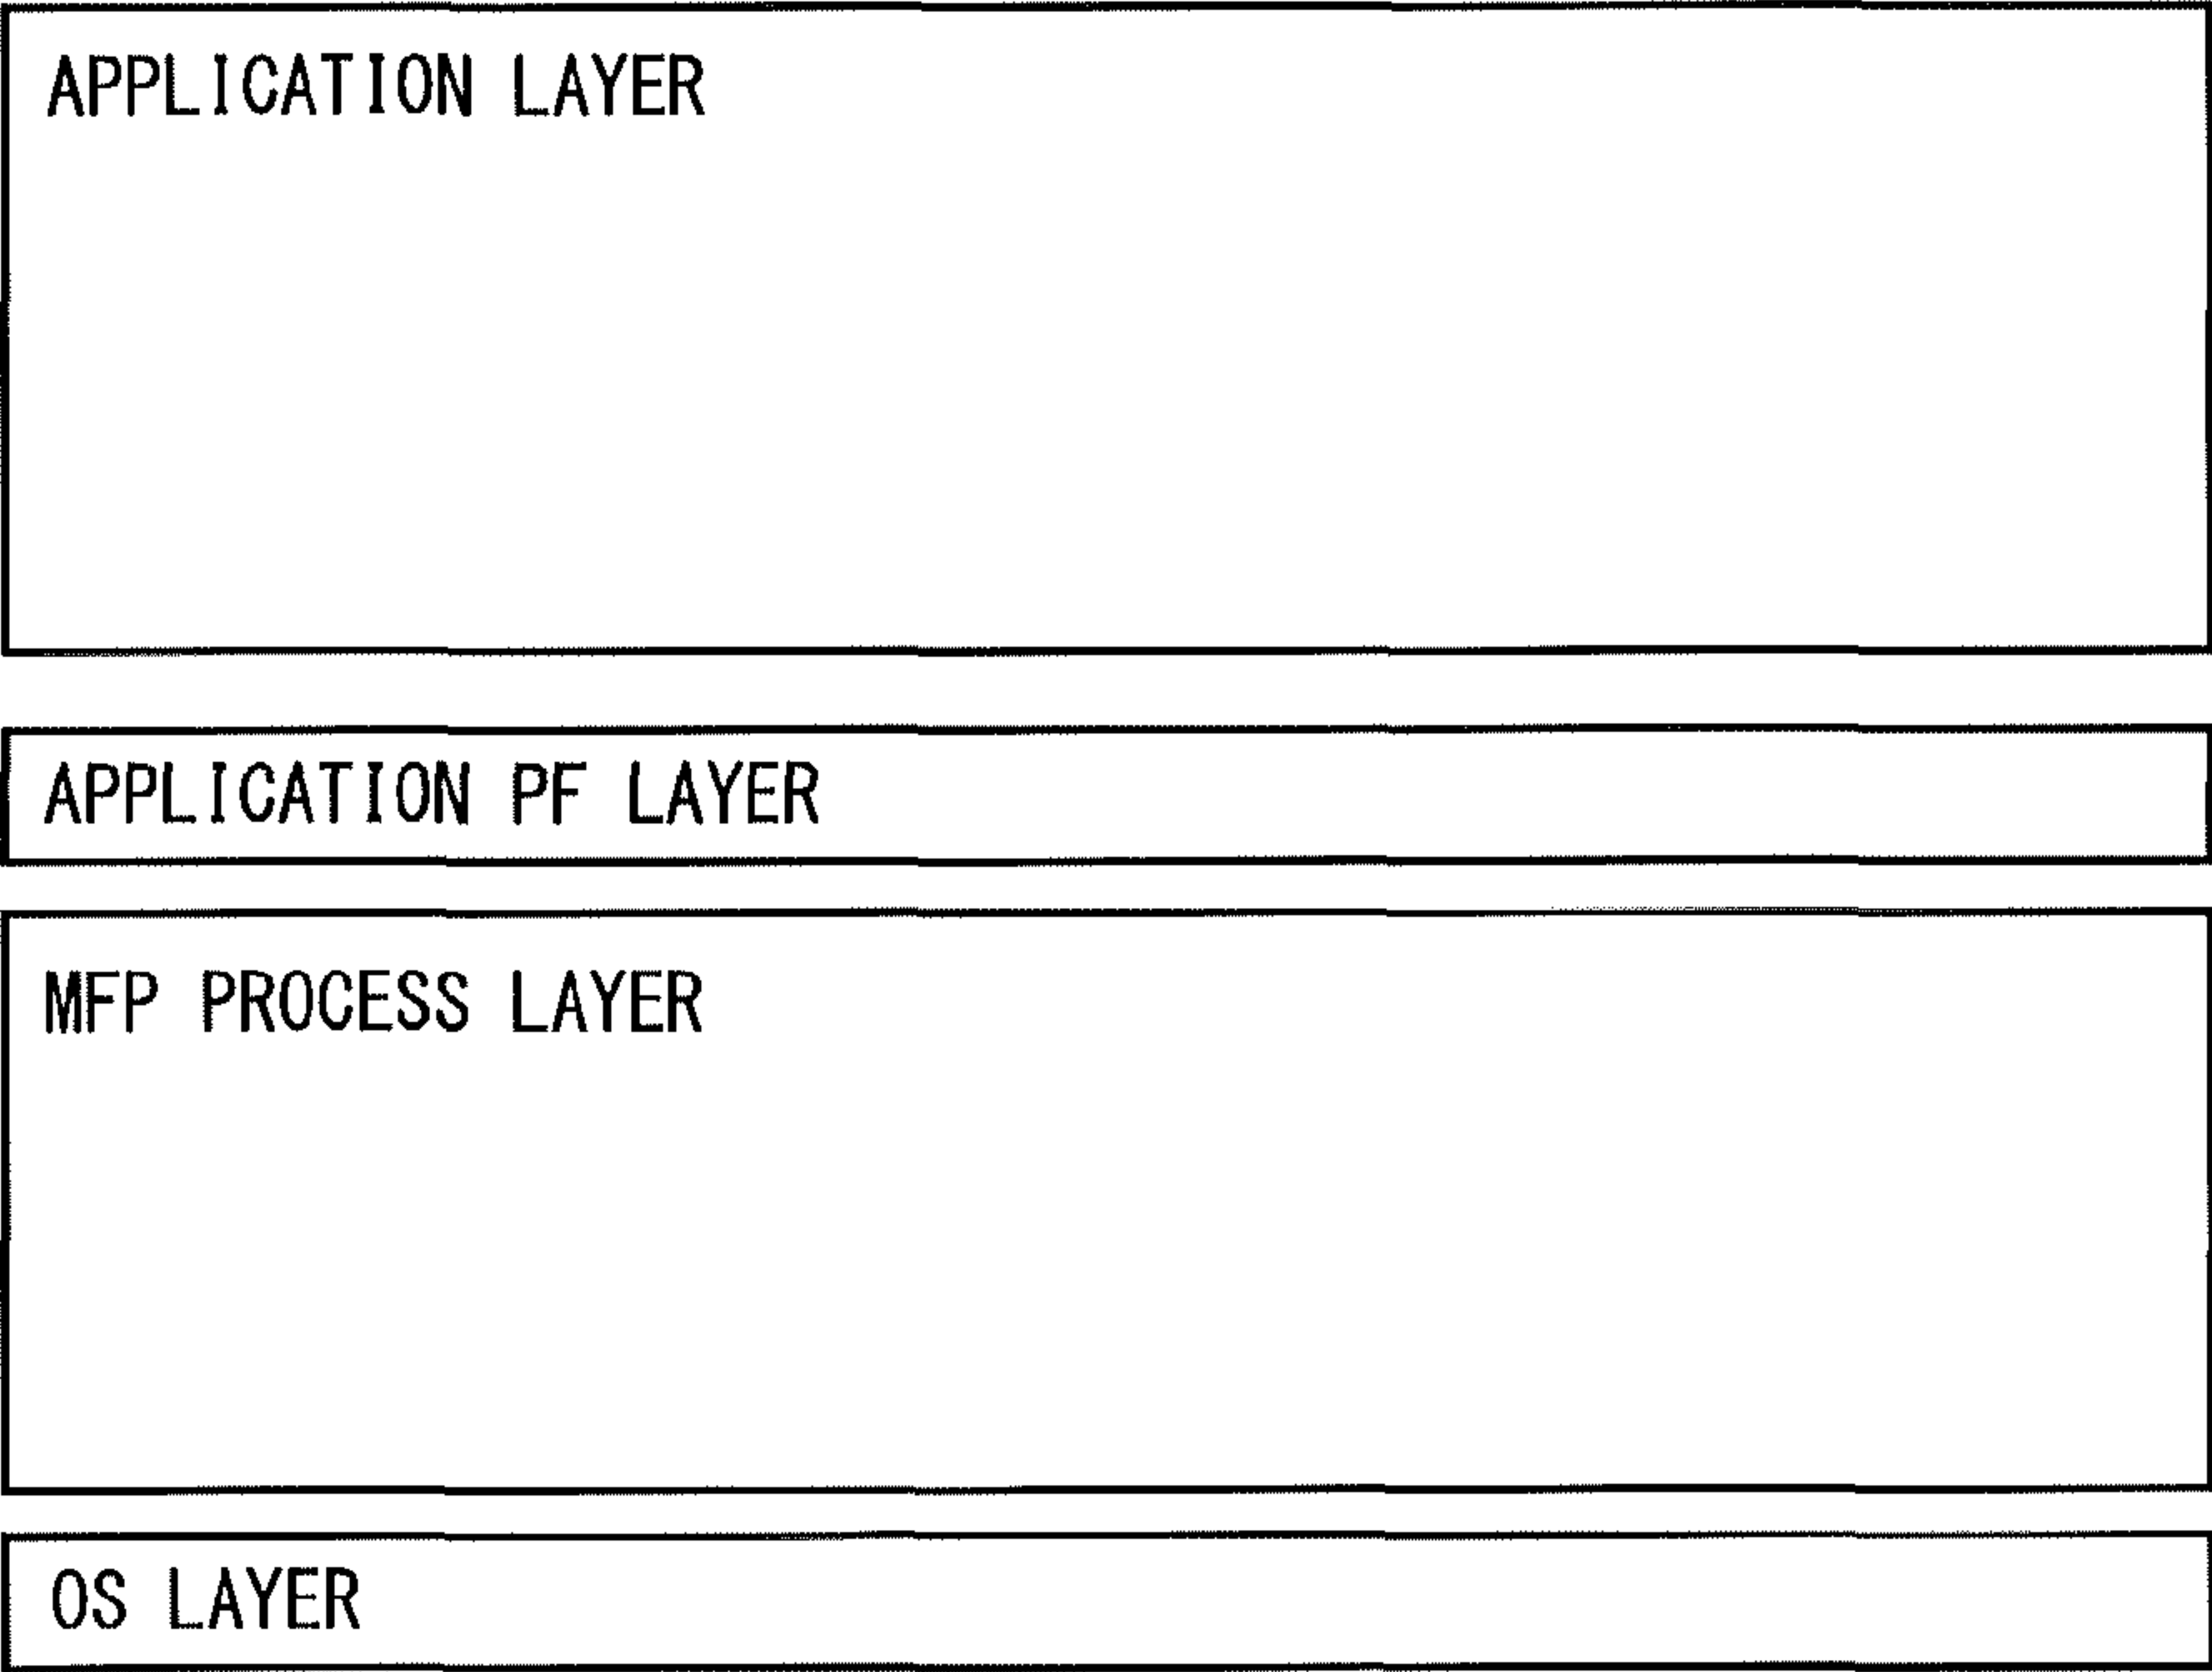 APPLICATION LAYER
APPLICATION PF LAYER
MFP PROCESS LAYER
OS LAYER